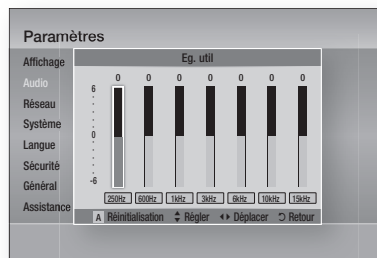 Paramètres
Affichage
Audio
Réseau
Système
Langue
Sécurité
Général
Assistance
Eg. util
0 0 0 0 0 0 0
6
0
-6
250Hz 600Hz 1kHz 3kHz 6kHz 10kHz 15kHz
A Réinitialisation Régler Déplacer Retour